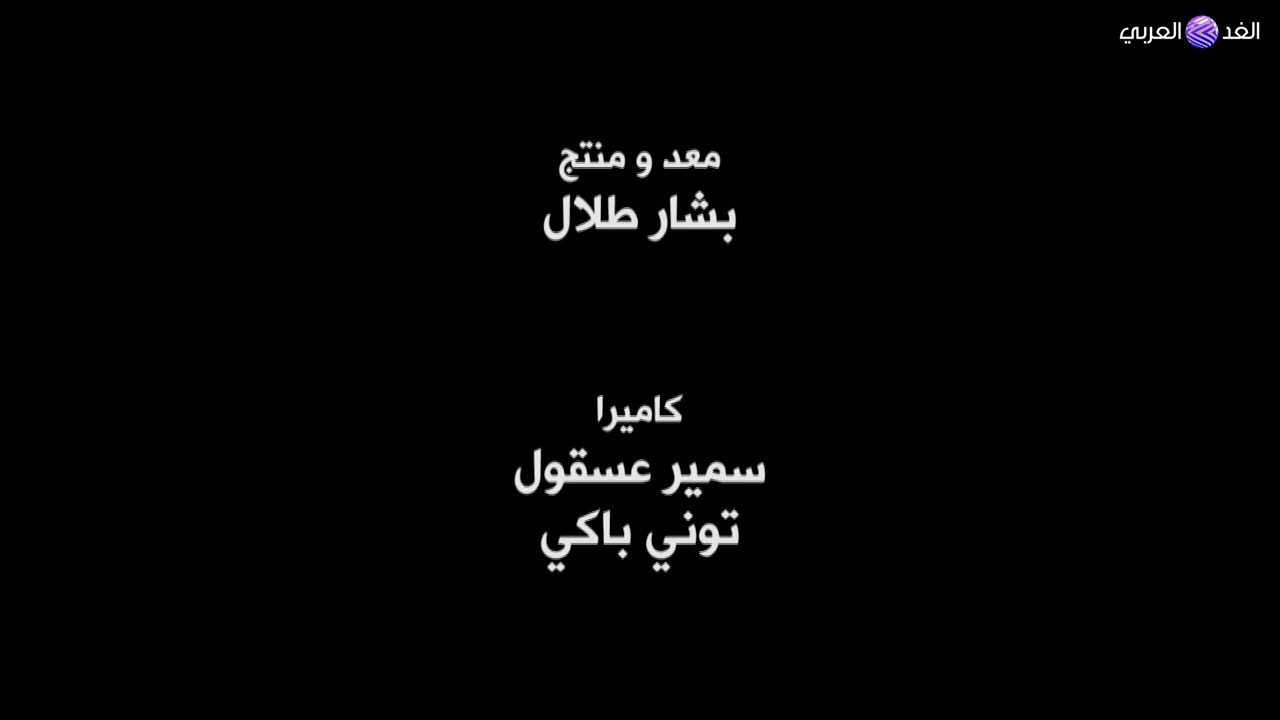 الغد العربي
معد و منتج
بشار طلال
كاميرا
سمير عسقول
توني باكي